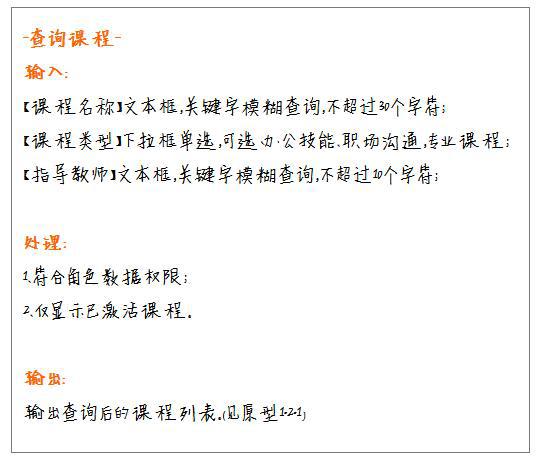 -查询课程-
输入:
【课程名称】文本框,关键字模糊查询,不超过30个字符;
【课程类型】下拉框单选,可选办公技能、职场沟通,专业课程;
【指导教师】文本框,关键字模糊查询,不超过10个字符;
处理:
1、符合角色数据权限;
2、仅显示已激活课程。
输出:
输出查询后的课程列表。(见原型1-2-1)